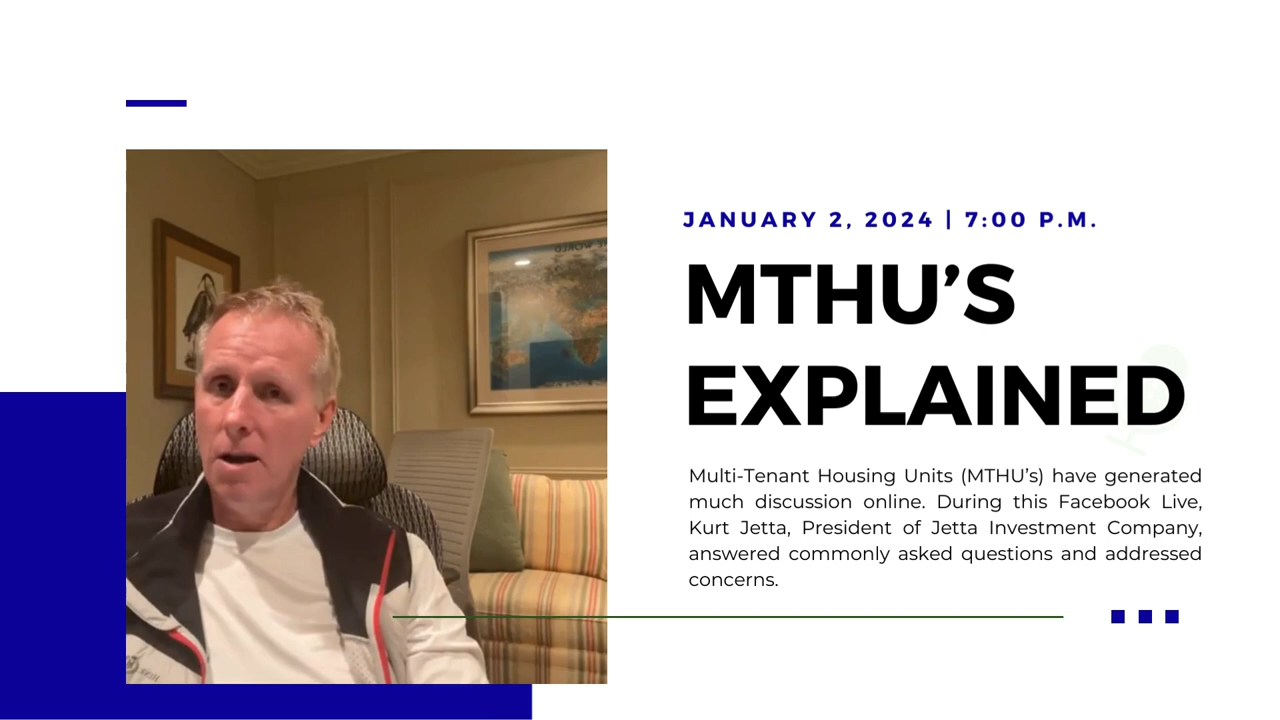 JANUARY 2, 2024 | 7:00 P.M.
MTHU’S
EXPLAINED
Multi-Tenant Housing Units (MTHU’s) have generated
much discussion online. During this Facebook Live,
Kurt Jetta, President of Jetta Investment Company,
answered commonly asked questions and addressed
concerns.